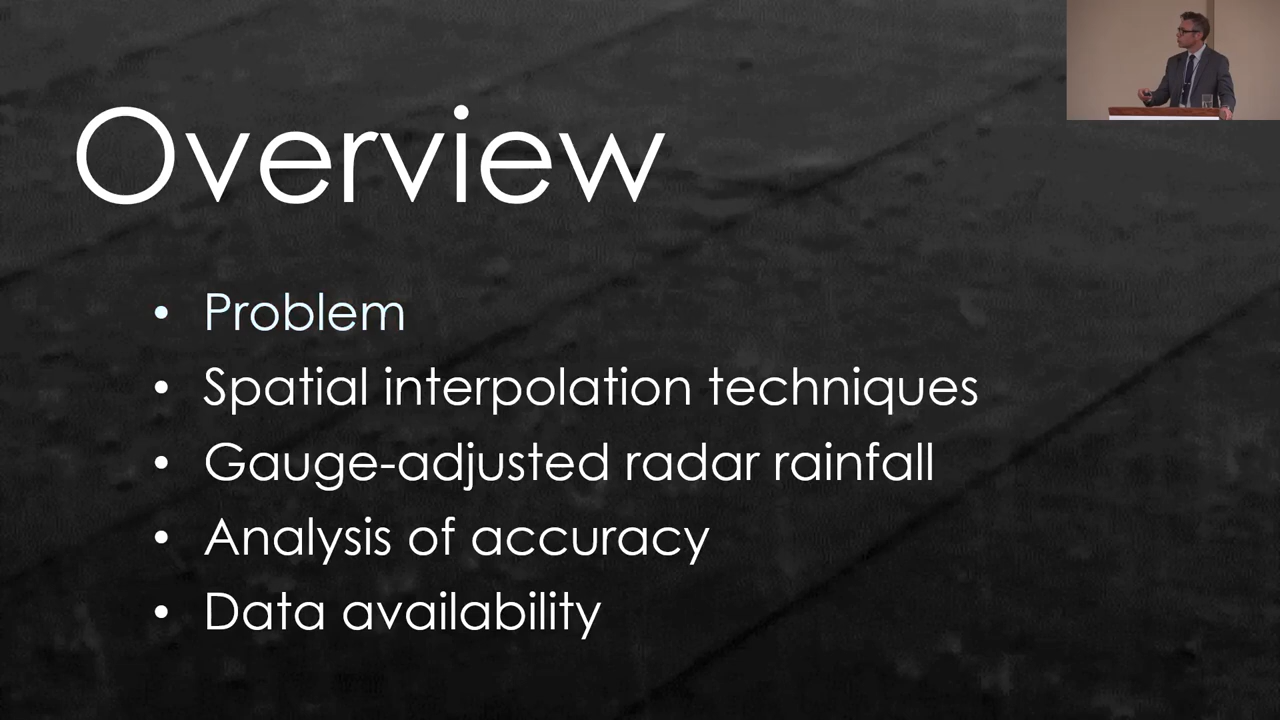 Overview
• Problem
• Spatial interpolation techniques
• Gauge-adjusted radar rainfall
• Analysis of accuracy
• Data availability